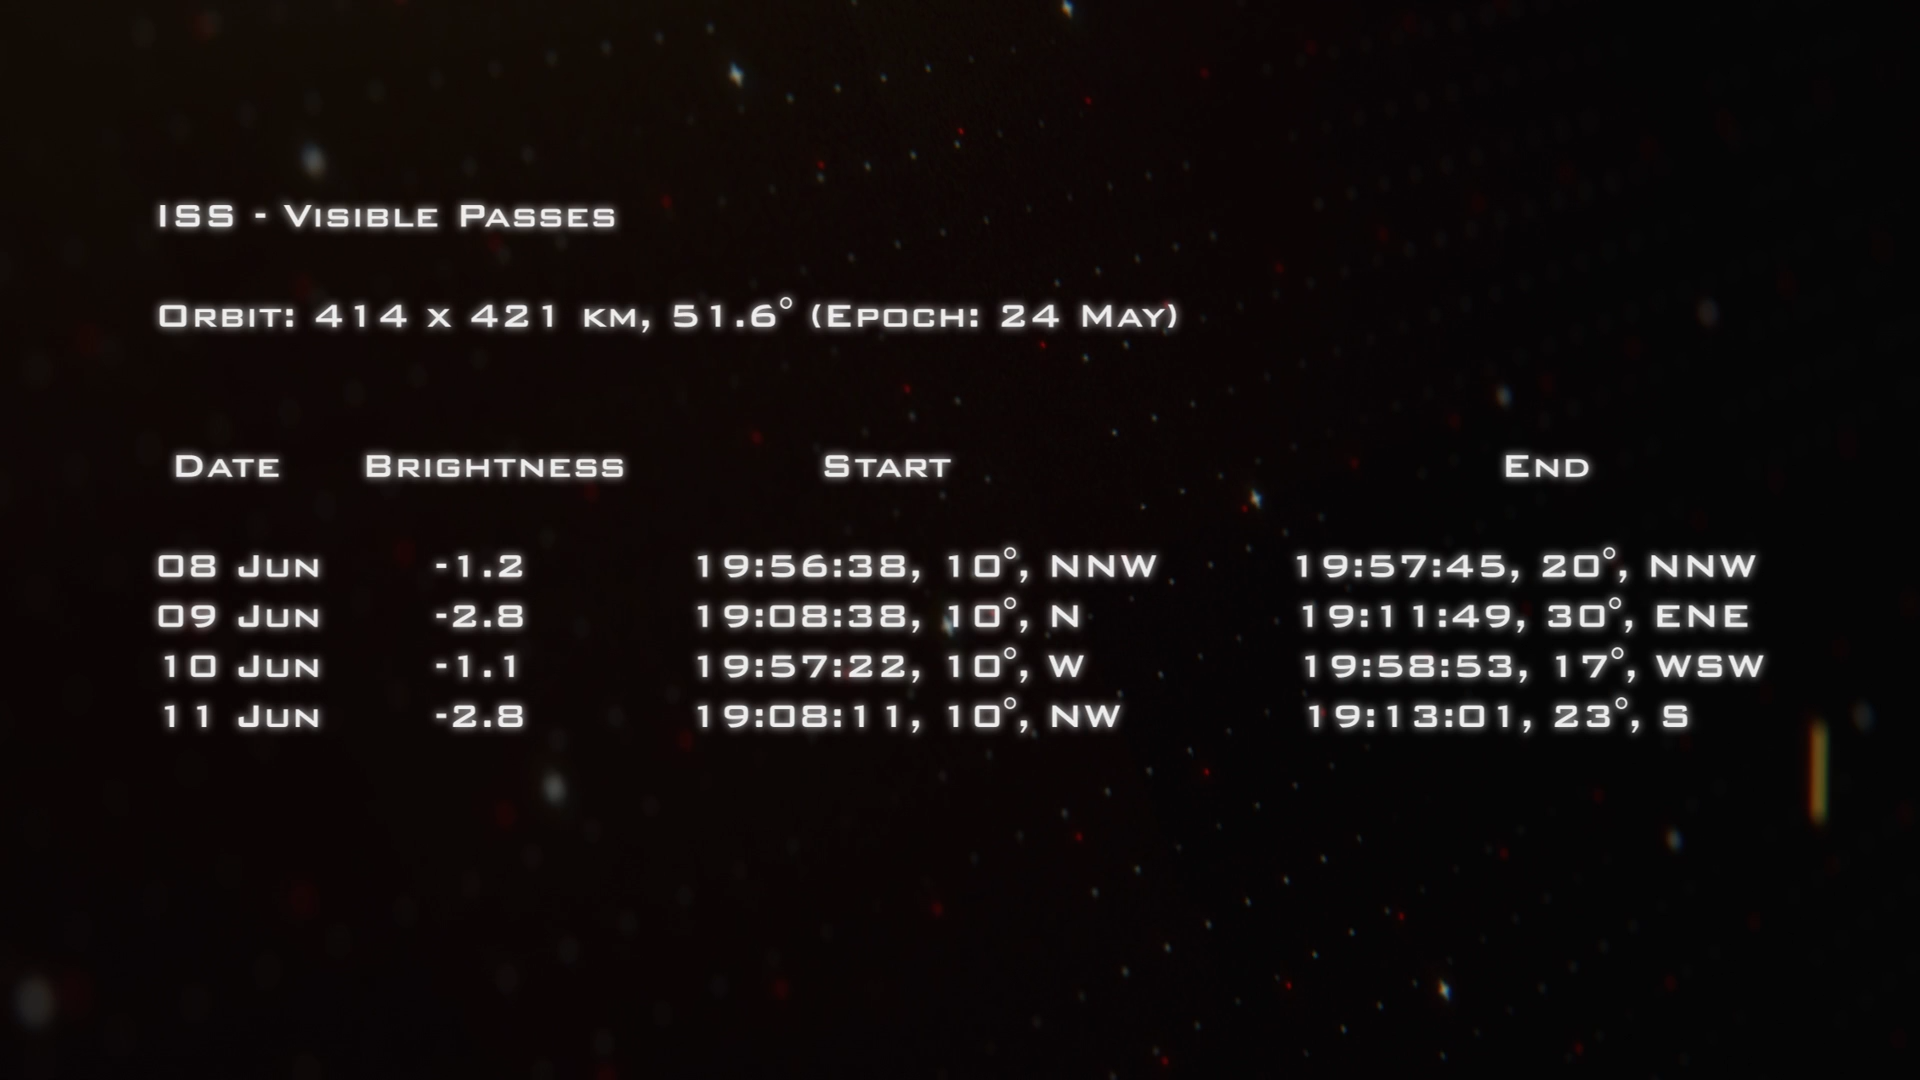 ISS - Visible Passes
Orbit: 414 x 421 km, 51.6° (Epoch: 24 May)
Date Brightness Start End
08 Jun -1.2 19:56:38, 10°, NNW 19:57:45, 20°, NNW
09 Jun -2.8 19:08:38, 10°, N 19:11:49, 30°, ENE
10 Jun -1.1 19:57:22, 10°, W 19:58:53, 17°, WSW
11 Jun -2.8 19:08:11, 10°, NW 19:13:01, 23°, S